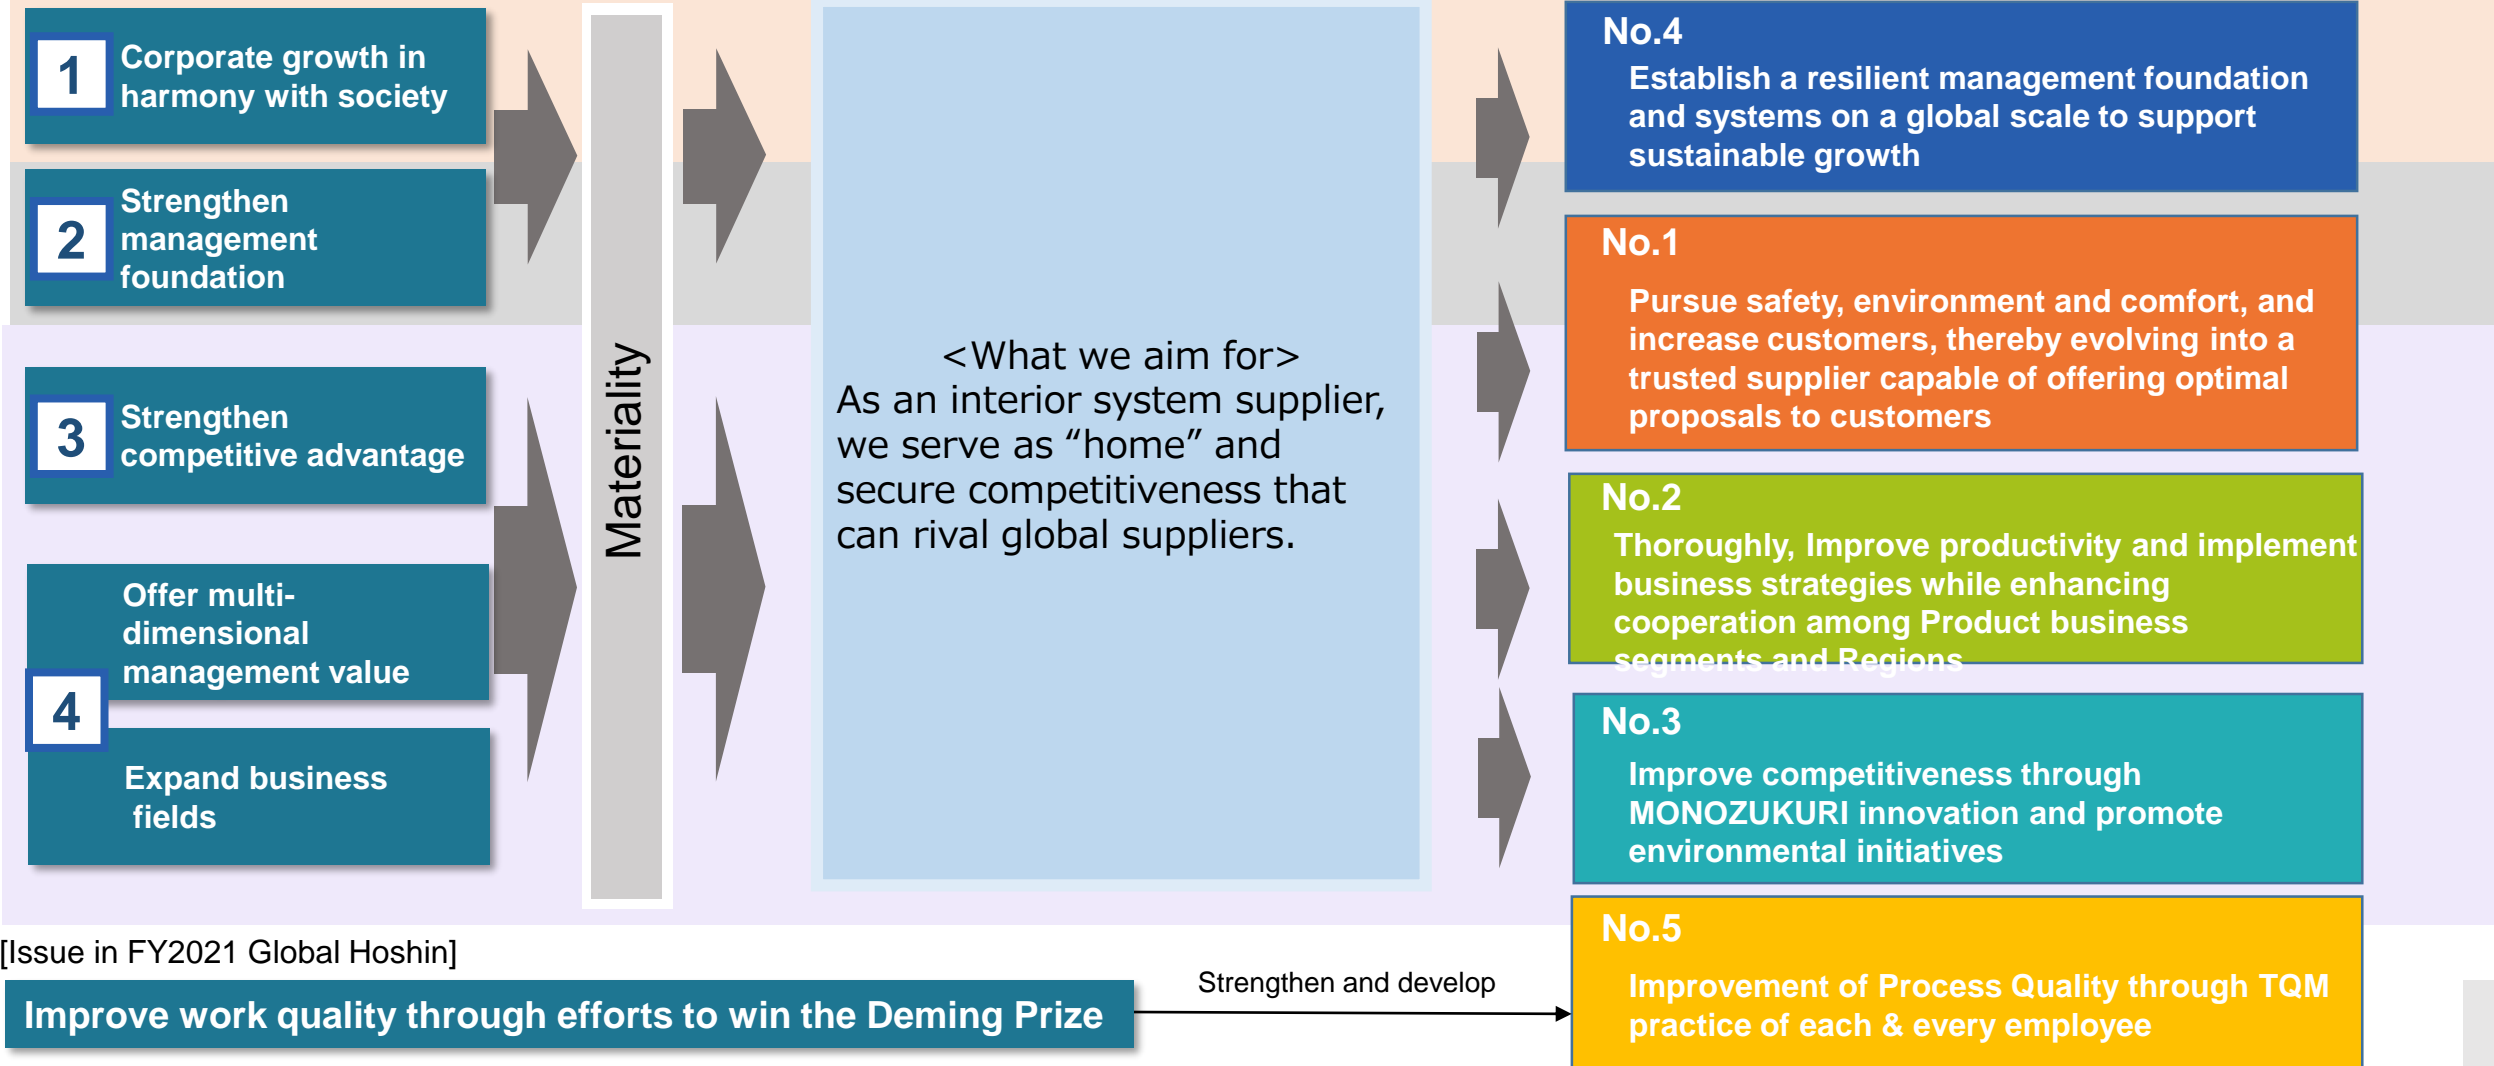 1
Corporate growth in
harmony with society
2
Strengthen
management
foundation
3
Strengthen
competitive advantage
4
Offer multi-
dimensional
management value
Expand business
fields
Materiality
<What we aim for>
As an interior system supplier,
we serve as “home” and
secure competitiveness that
can rival global suppliers.
No.4
Establish a resilient management foundation
and systems on a global scale to support
sustainable growth
No.1
Pursue safety, environment and comfort, and
increase customers, thereby evolving into a
trusted supplier capable of offering optimal
proposals to customers
No.2
Thoroughly, Improve productivity and implement
business strategies while enhancing
cooperation among Product business
segments and Regions
No.3
Improve competitiveness through
MONOZUKURI innovation and promote
environmental initiatives
[Issue in FY2021 Global Hoshin]
Improve work quality through efforts to win the Deming Prize
Strengthen and develop
No.5
Improvement of Process Quality through TQM
practice of each & every employee